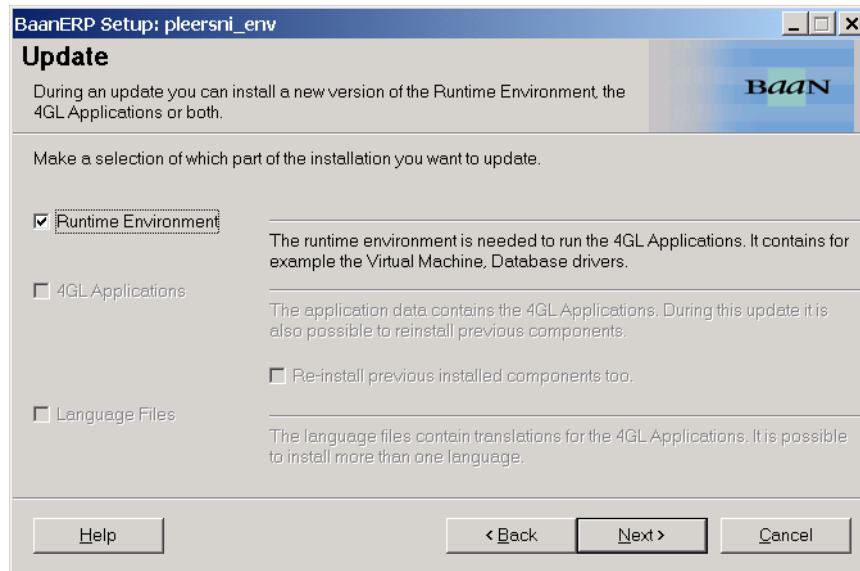 BaanERP Setup: pleersni_env
Update
During an update you can install a new version of the Runtime Environment, the
4GL Applications or both.
BaaN
Make a selection of which part of the installation you want to update.
Runtime Environment
The runtime environment is needed to run the 4GL Applications. It contains for
example the Virtual Machine, Database drivers.
4GL Applications
The application data contains the 4GL Applications. During this update it is
also possible to reinstall previous components.
Re-install previous installed components too.
Language Files
The language files contain translations for the 4GL Applications. It is possible
to install more than one language.
Help
< Back
Next >
Cancel